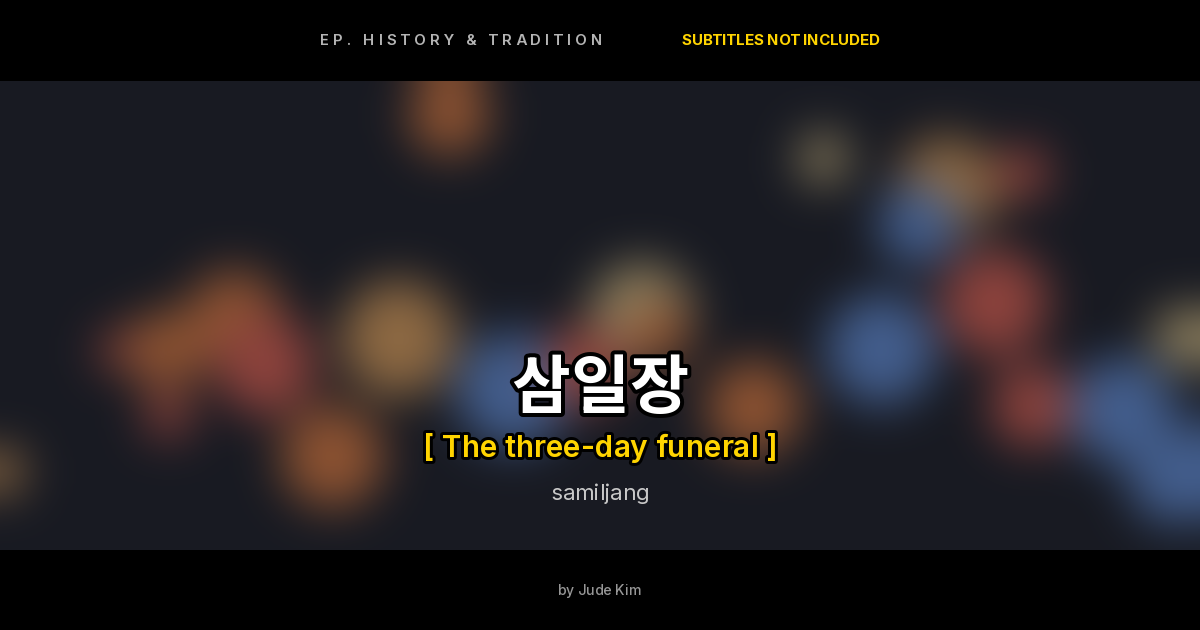 EP. HISTORY & TRADITION
SUBTITLES NOT INCLUDED
삼일장
[ The three-day funeral ]
samiljang
by Jude Kim